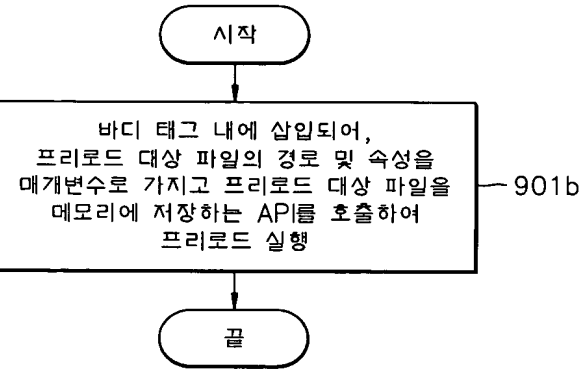 시작
바디 태그 내에 삽입되어,
프리로드 대상 파일의 경로 및 속성을
매개변수로 가지고 프리로드 대상 파일을
메모리에 저장하는 API를 호출하여
프리로드 실행
901b
끝